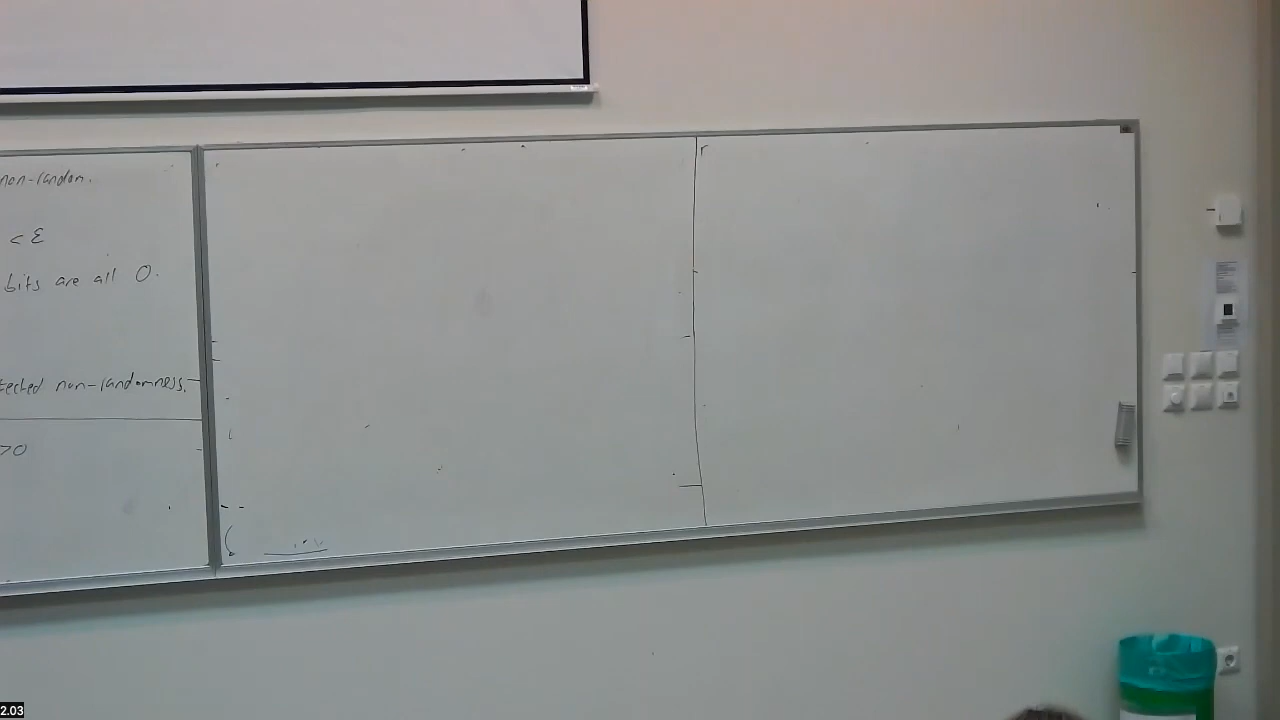 non-random.
< ε
bits are all 0.
tected non-randomness.
>0
2.03